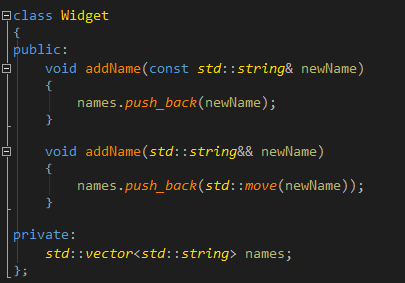 class Widget
{
public:
    void addName(const std::string& newName)
    {
        names.push_back(newName);
    }

    void addName(std::string&& newName)
    {
        names.push_back(std::move(newName));
    }

private:
    std::vector<std::string> names;
};